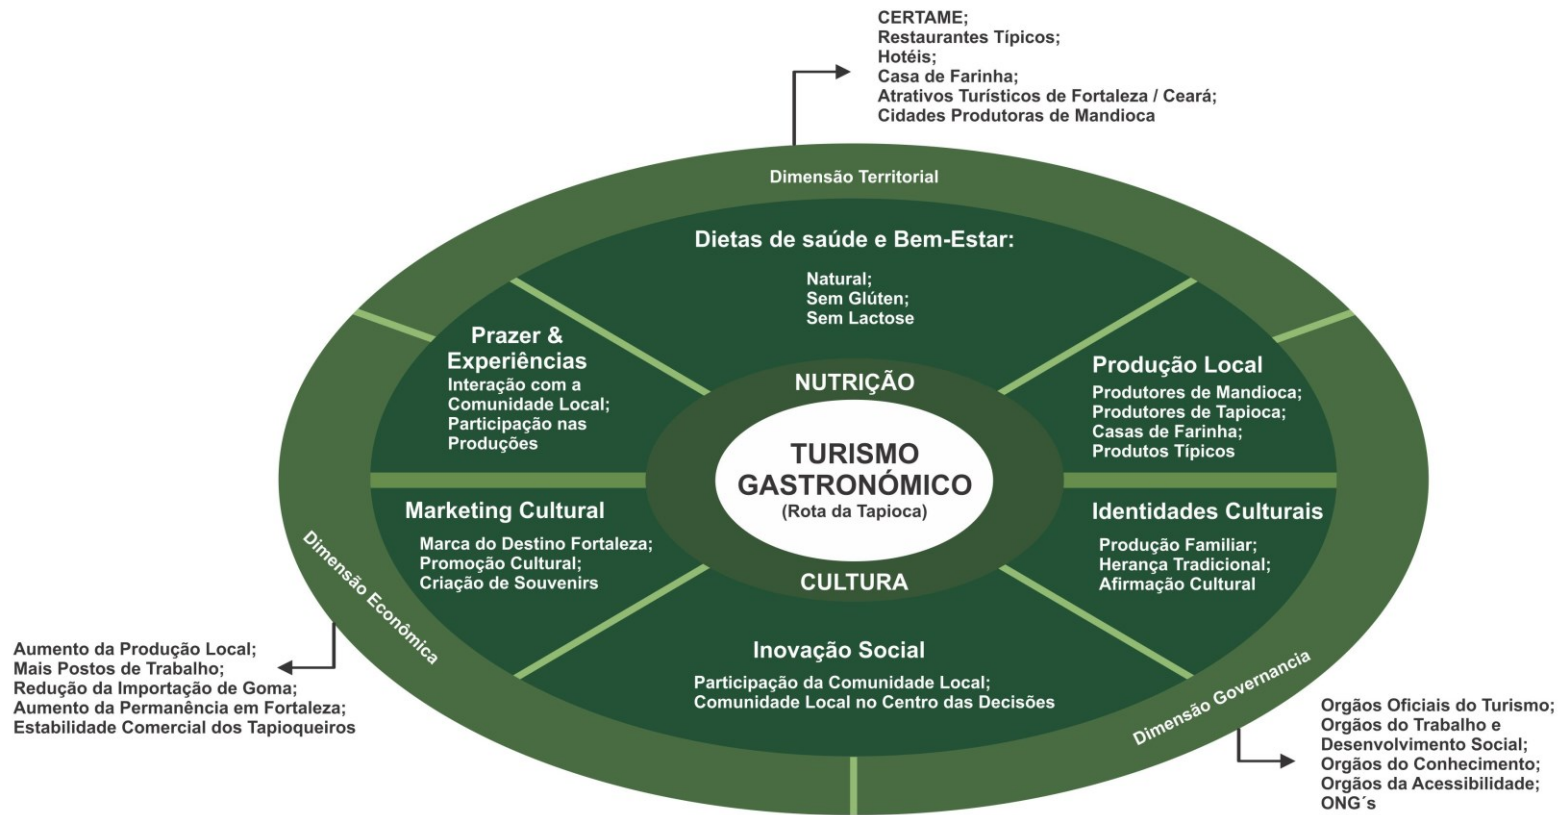 CERTAME;
Restaurantes Típicos;
Hotéis;
Casa de Farinha;
Atrativos Turísticos de Fortaleza / Ceará;
Cidades Produtoras de Mandioca
Dimensão Territorial
Dietas de saúde e Bem-Estar:
Natural;
Sem Glúten;
Sem Lactose
Prazer &
Experiências
Interação com a
Comunidade Local;
Participação nas
Produções
NUTRIÇÃO
Produção Local
Produtores de Mandioca;
Produtores de Tapioca;
Casas de Farinha;
Produtos Típicos
TURISMO
GASTRONÓMICO
(Rota da Tapioca)
Marketing Cultural
Marca do Destino Fortaleza;
Promoção Cultural;
Criação de Souvenirs
CULTURA
Identidades Culturais
Produção Familiar;
Herança Tradicional;
Afirmação Cultural
Inovação Social
Participação da Comunidade Local;
Comunidade Local no Centro das Decisões
Dimensão Econômica
Aumento da Produção Local;
Mais Postos de Trabalho;
Redução da Importação de Goma;
Aumento da Permanência em Fortaleza;
Estabilidade Comercial dos Tapioqueiros
Dimensão Governancia
Orgãos Oficiais do Turismo;
Orgãos do Trabalho e
Desenvolvimento Social;
Orgãos do Conhecimento;
Orgãos da Acessibilidade;
ONG´s